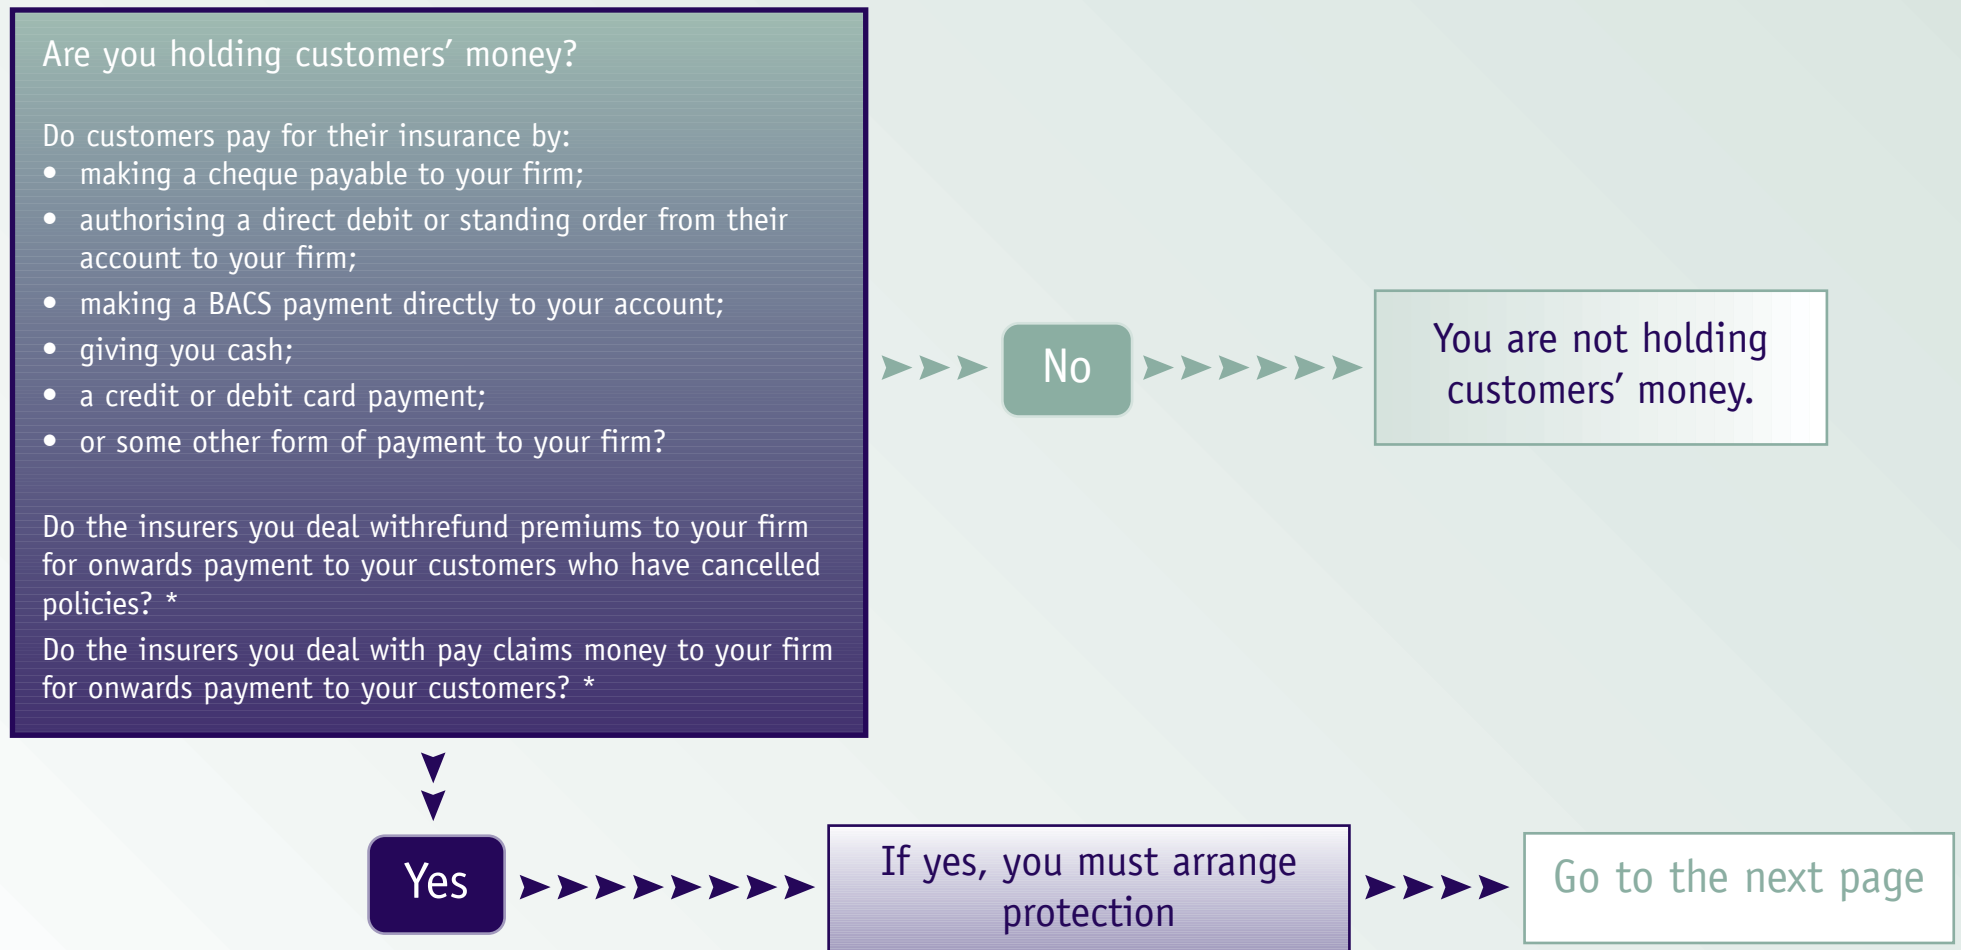 Are you holding customers’ money?
Do customers pay for their insurance by:
• making a cheque payable to your firm;
• authorising a direct debit or standing order from their
account to your firm;
• making a BACS payment directly to your account;
• giving you cash;
• a credit or debit card payment;
• or some other form of payment to your firm?
Do the insurers you deal withrefund premiums to your firm
for onwards payment to your customers who have cancelled
policies? *
Do the insurers you deal with pay claims money to your firm
for onwards payment to your customers? *
No
You are not holding
customers’ money.
Yes
If yes, you must arrange
protection
Go to the next page